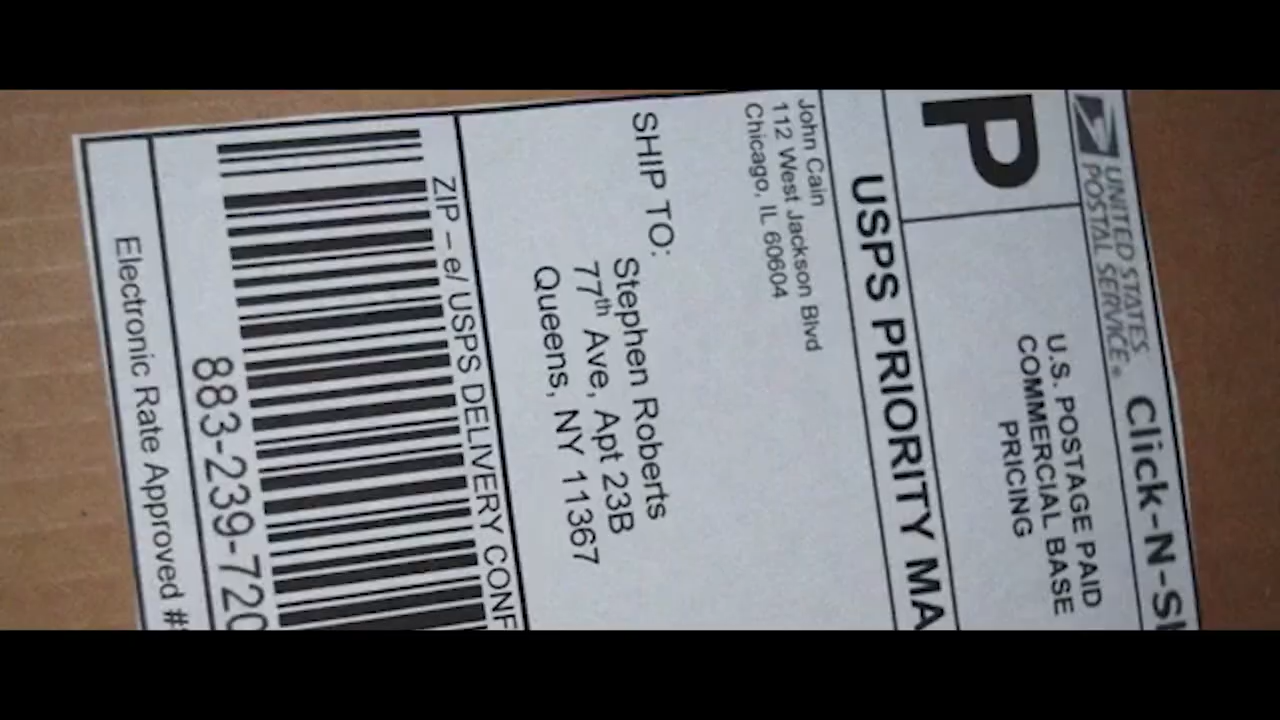 UNITED STATES
POSTAL SERVICE®
Click-N-S
P
U.S. POSTAGE PAID
COMMERCIAL BASE
PRICING
USPS PRIORITY MA
John Cain
112 West Jackson Blvd
Chicago, IL 60604
SHIP TO:
Stephen Roberts
77th Ave, Apt 23B
Queens, NY 11367
ZIP – e/ USPS DELIVERY CONF
883-239-720
Electronic Rate Approved #